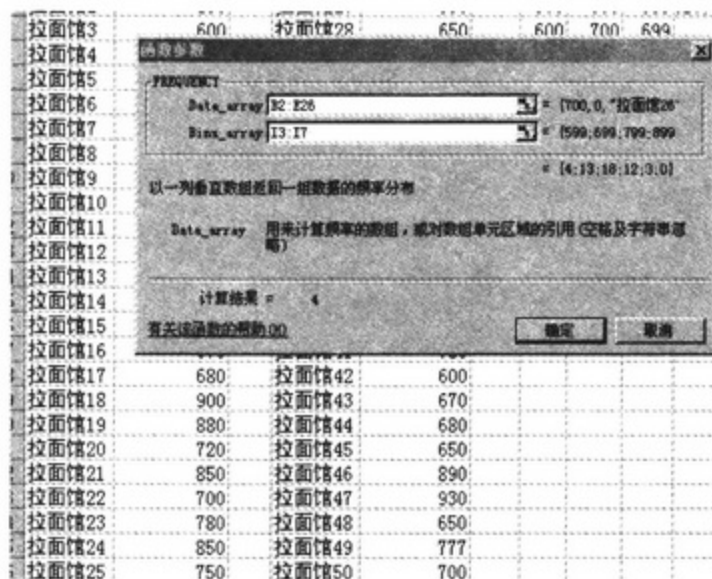 拉面馆3 600 拉面馆28 650 600 700 699
拉面馆4
函数参数
拉面馆5
FREQUENCY
拉面馆6
Data_array B2:E26 = {700,0,"拉面馆26"
拉面馆7
Bins_array I3:I7 = {599;699;799;899
拉面馆8
= {4;13;18;12;3;0}
拉面馆9
以一列垂直数组返回一组数据的频率分布
拉面馆10
拉面馆11
Data_array 用来计算频率的数组，或对数组单元区域的引用(空格及字符串忽略)
拉面馆12
拉面馆13
拉面馆14
计算结果 = 4
拉面馆15
有关该函数的帮助(H) 确定 取消
拉面馆16
拉面馆17 680 拉面馆42 600
拉面馆18 900 拉面馆43 670
拉面馆19 880 拉面馆44 680
拉面馆20 720 拉面馆45 650
拉面馆21 850 拉面馆46 890
拉面馆22 700 拉面馆47 930
拉面馆23 780 拉面馆48 650
拉面馆24 850 拉面馆49 777
拉面馆25 750 拉面馆50 700